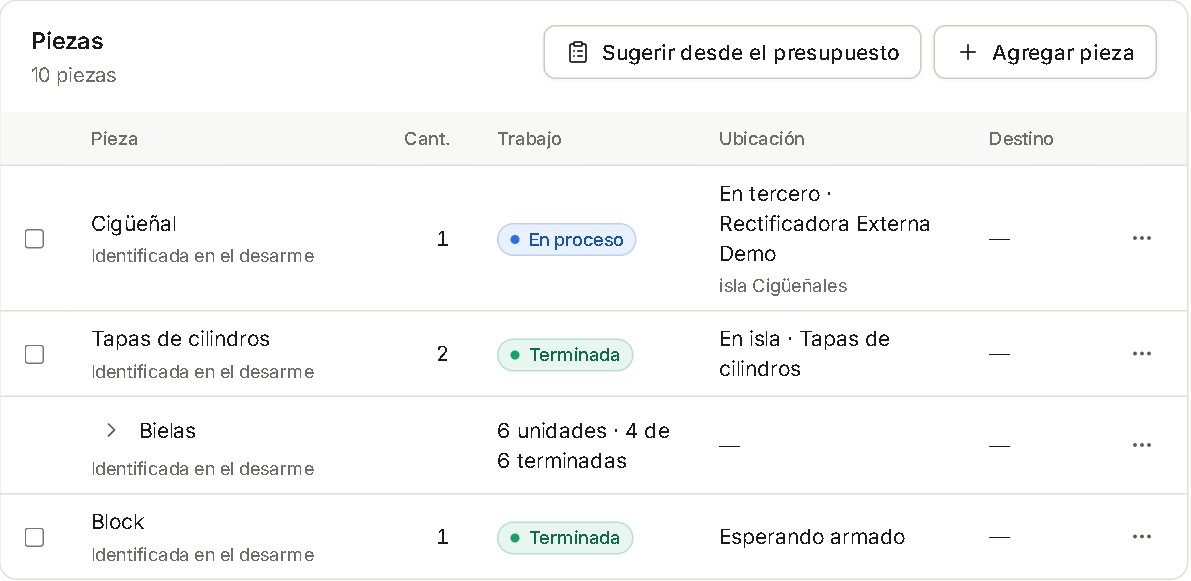 Piezas
10 piezas
Sugerir desde el presupuesto
Agregar pieza
Pieza Cant. Trabajo Ubicación Destino
Cigüeñal
Identificada en el desarme
1
En proceso
En tercero ·
Rectificadora Externa
Demo
isla Cigüeñales
—
Tapas de cilindros
Identificada en el desarme
2
Terminada
En isla · Tapas de
cilindros
—
Bielas
Identificada en el desarme
6 unidades · 4 de
6 terminadas
—
—
Block
Identificada en el desarme
1
Terminada
Esperando armado
—